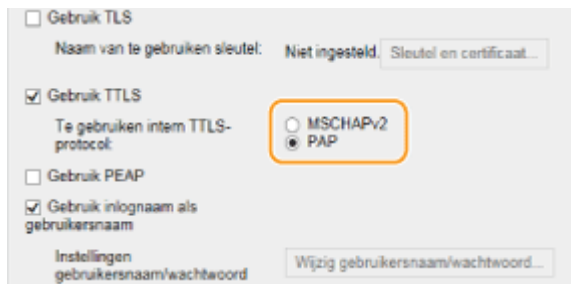 Gebruik TLS
Naam van te gebruiken sleutel: Niet ingesteld. Sleutel en certificaat...
Gebruik TTLS
Te gebruiken intern TTLS- MSCHAPv2
protocol: PAP
Gebruik PEAP
Gebruik inlognaam als
gebruikersnaam
Instellingen Wijzig gebruikersnaam/wachtwoord...
gebruikersnaam/wachtwoord